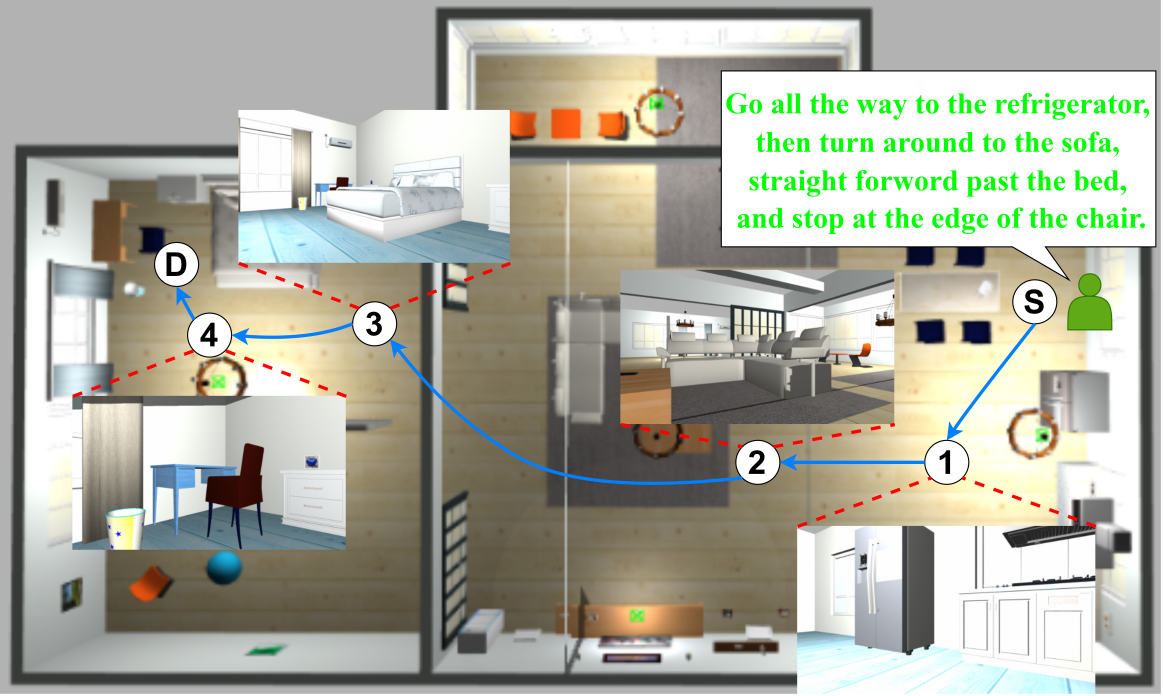 Go all the way to the refrigerator,
then turn around to the sofa,
straight forword past the bed,
and stop at the edge of the chair.
S
D
3
4
2
1